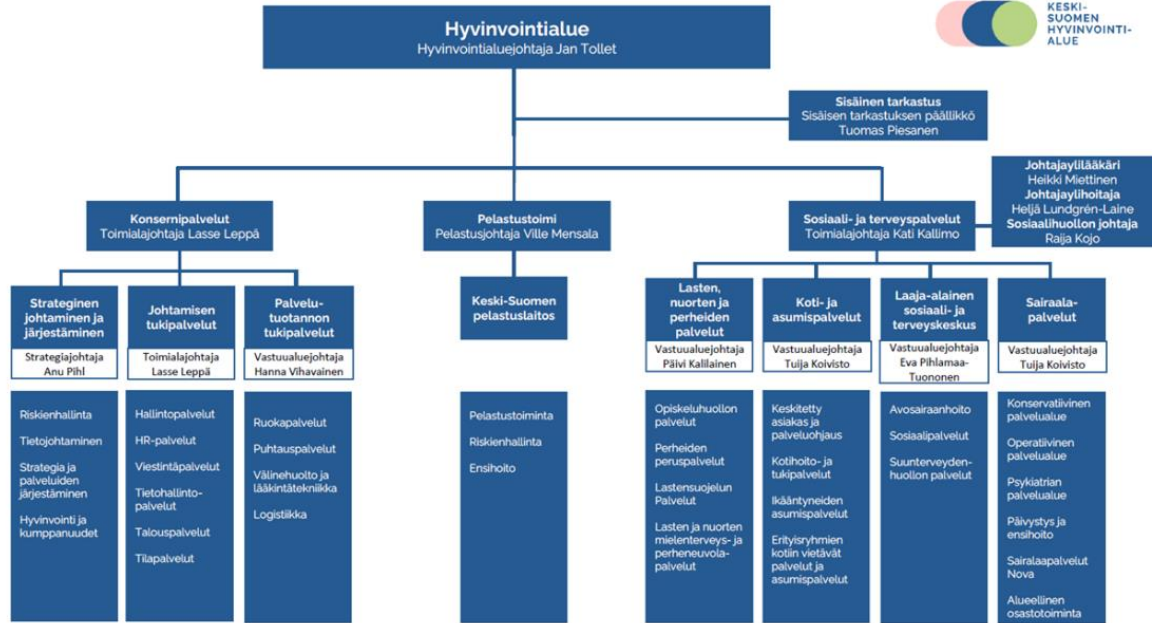 KESKI-
SUOMEN
HYVINVOINTI-
ALUE
Hyvinvointialue
Hyvinvointialuejohtaja Jan Tollet
Sisäinen tarkastus
Sisäisen tarkastuksen päällikkö
Tuomas Piesanen
Johtajaylilääkäri
Heikki Miettinen
Johtajaylihoitaja
Heljä Lundgrén-Laine
Sosiaalihuollon johtaja
Raija Kojo
Konsernipalvelut
Toimialajohtaja Lasse Leppä
Pelastustoimi
Pelastusjohtaja Ville Mensala
Sosiaali- ja terveyspalvelut
Toimialajohtaja Kati Kallimo
Strateginen
johtaminen ja
järjestäminen
Strategiajohtaja
Anu Pihl
Riskienhallinta
Tietojohtaminen
Strategia ja
palveluiden
järjestäminen
Hyvinvointi ja
kumppanuudet
Johtamisen
tukipalvelut
Toimialajohtaja
Lasse Leppä
Hallintopalvelut
HR-palvelut
Viestintäpalvelut
Tietohallinto-
palvelut
Talouspalvelut
Tilapalvelut
Palvelu-
tuotannon
tukipalvelut
Vastuualuejohtaja
Hanna Vihavainen
Ruokapalvelut
Puhtauspalvelut
Välinehuolto ja
lääkintätekniikka
Logistiikka
Keski-Suomen
pelastuslaitos
Pelastustoiminta
Riskienhallinta
Ensihoito
Lasten,
nuorten ja
perheiden
palvelut
Vastuualuejohtaja
Päivi Kalilainen
Opiskeluhuollon
palvelut
Perheiden
peruspalvelut
Lastensuojelun
Palvelut
Lasten ja nuorten
mielenterveys- ja
perheneuvola-
palvelut
Koti- ja
asumispalvelut
Vastuualuejohtaja
Tuija Koivisto
Keskitetty
asiakas ja
palveluohjaus
Kotihoito- ja
tukipalvelut
Ikääntyneiden
asumispalvelut
Erityisryhmien
kotiin vietävät
palvelut ja
asumispalvelut
Laaja-alainen
sosiaali- ja
terveyskeskus
Vastuualuejohtaja
Eva Pihlamaa-
Tuononen
Avosairaanhoito
Sosiaalipalvelut
Suunterveyden-
huollon palvelut
Sairaala-
palvelut
Vastuualuejohtaja
Tuija Koivisto
Konservatiivinen
palvelualue
Operatiivinen
palvelualue
Psykiatrian
palvelualue
Päivystys ja
ensihoito
Sairalaapalvelut
Nova
Alueellinen
osastotoiminta